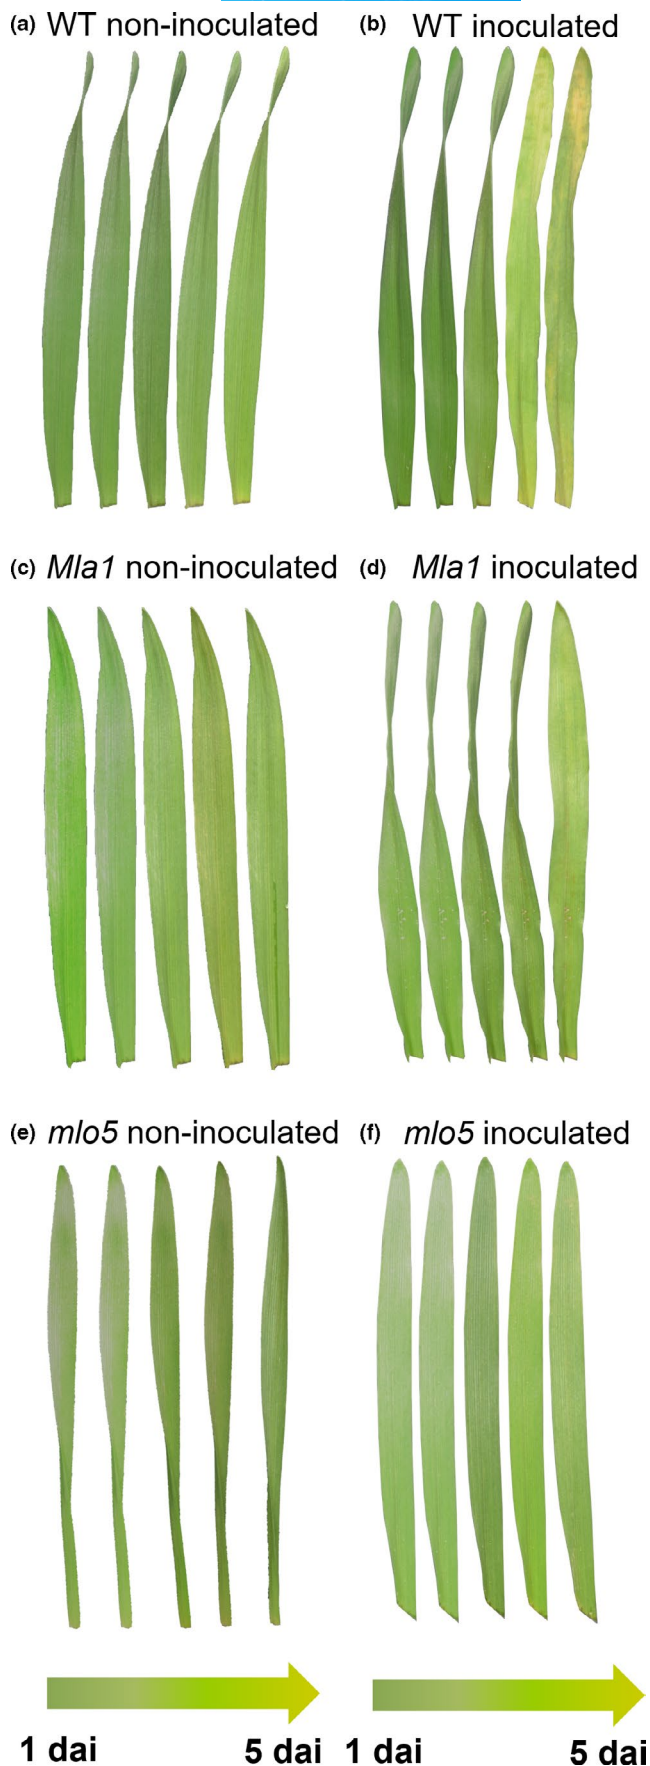 (a) WT non-inoculated
(b) WT inoculated
(c) Mla1 non-inoculated
(d) Mla1 inoculated
(e) mlo5 non-inoculated
(f) mlo5 inoculated
1 dai 5 dai 1 dai 5 dai